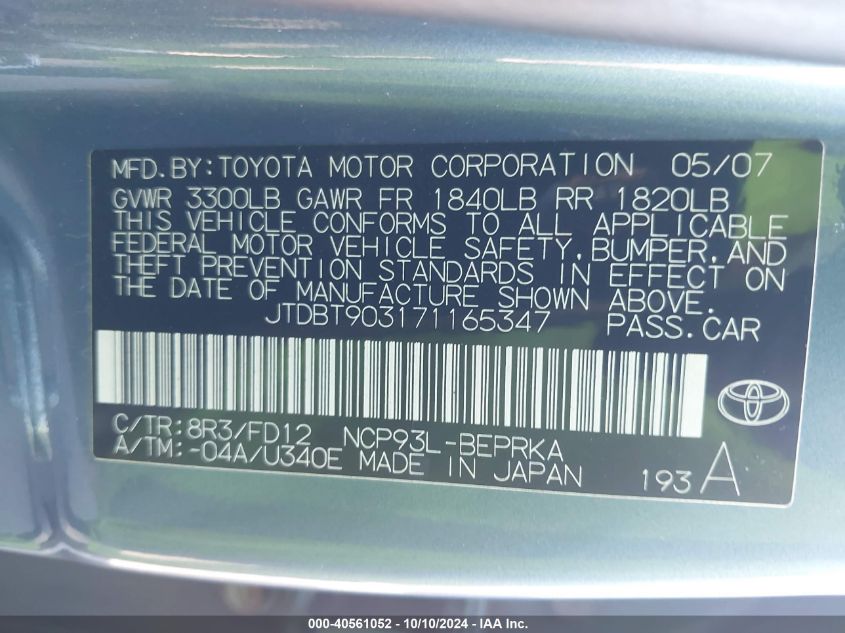 MFD.BY:TOYOTA MOTOR CORPORATION 05/07
GVWR 3300LB GAWR FR 1840LB RR 1820LB
THIS VEHICLE CONFORMS TO ALL APPLICABLE
FEDERAL MOTOR VEHICLE SAFETY,BUMPER,AND
THEFT PREVENTION STANDARDS IN EFFECT ON
THE DATE OF MANUFACTURE SHOWN ABOVE.
JTDBT903171165347 PASS.CAR
C/TR:8R3/FD12 NCP93L-BEPRKA
A/TM:-04A/U340E MADE IN JAPAN
193 A
000-40561052 - 10/10/2024 - IAA Inc.